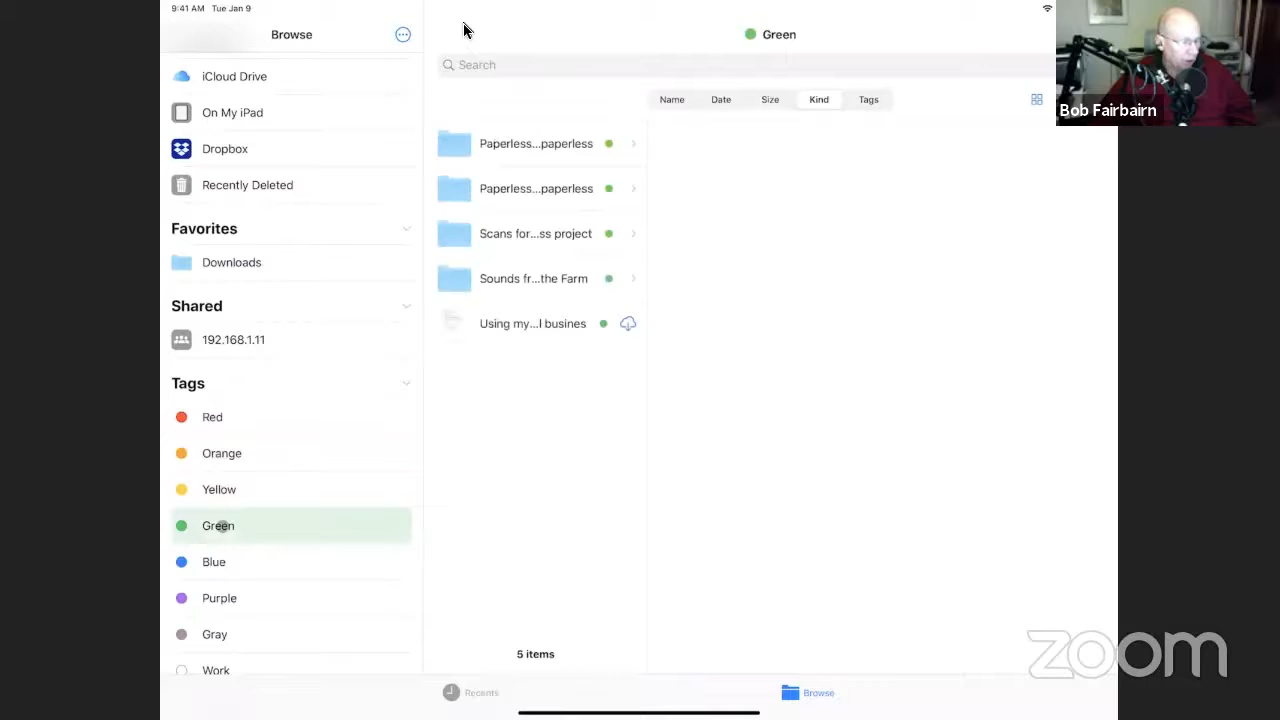 9:41 AM Tue Jan 9
Browse
Green
iCloud Drive
On My iPad
Dropbox
Recently Deleted
Favorites
Downloads
Shared
192.168.1.11
Tags
Red
Orange
Yellow
Green
Blue
Purple
Gray
Work
Search
Name Date Size Kind Tags
Paperless...paperless
Paperless...paperless
Scans for...ss project
Sounds fr...the Farm
Using my...l busines
5 items
Recents
Browse
Bob Fairbairn
zoom